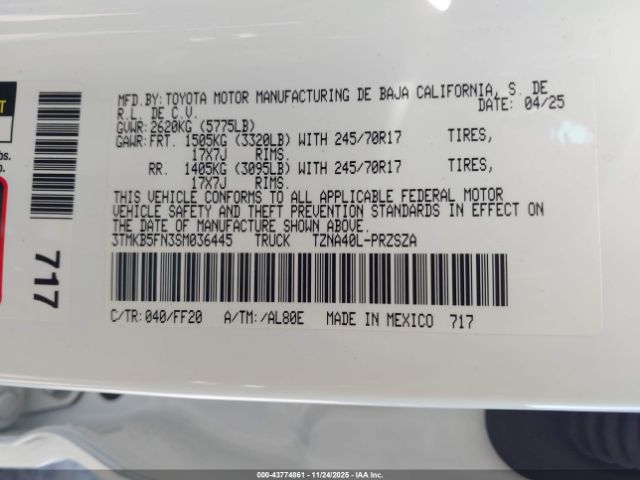 MFD.BY: TOYOTA MOTOR MANUFACTURING DE BAJA CALIFORNIA, S. DE
R.L. DE C.V. DATE: 04/25
GVWR: 2620KG (5775LB)
GAWR: FRT. 1505KG (3320LB) WITH 245/70R17 TIRES,
17X7J RIMS.
RR. 1405KG (3095LB) WITH 245/70R17 TIRES,
17X7J RIMS.
THIS VEHICLE CONFORMS TO ALL APPLICABLE FEDERAL MOTOR
VEHICLE SAFETY AND THEFT PREVENTION STANDARDS IN EFFECT ON
THE DATE OF MANUFACTURE SHOWN ABOVE.
3TMKB5FN3SM036445 TRUCK TZNA40L-PRZSZA
C/TR: 040/FF20 A/TM: /AL80E MADE IN MEXICO 717
717
000-43774861 | 11/24/2025 | IAA Inc.